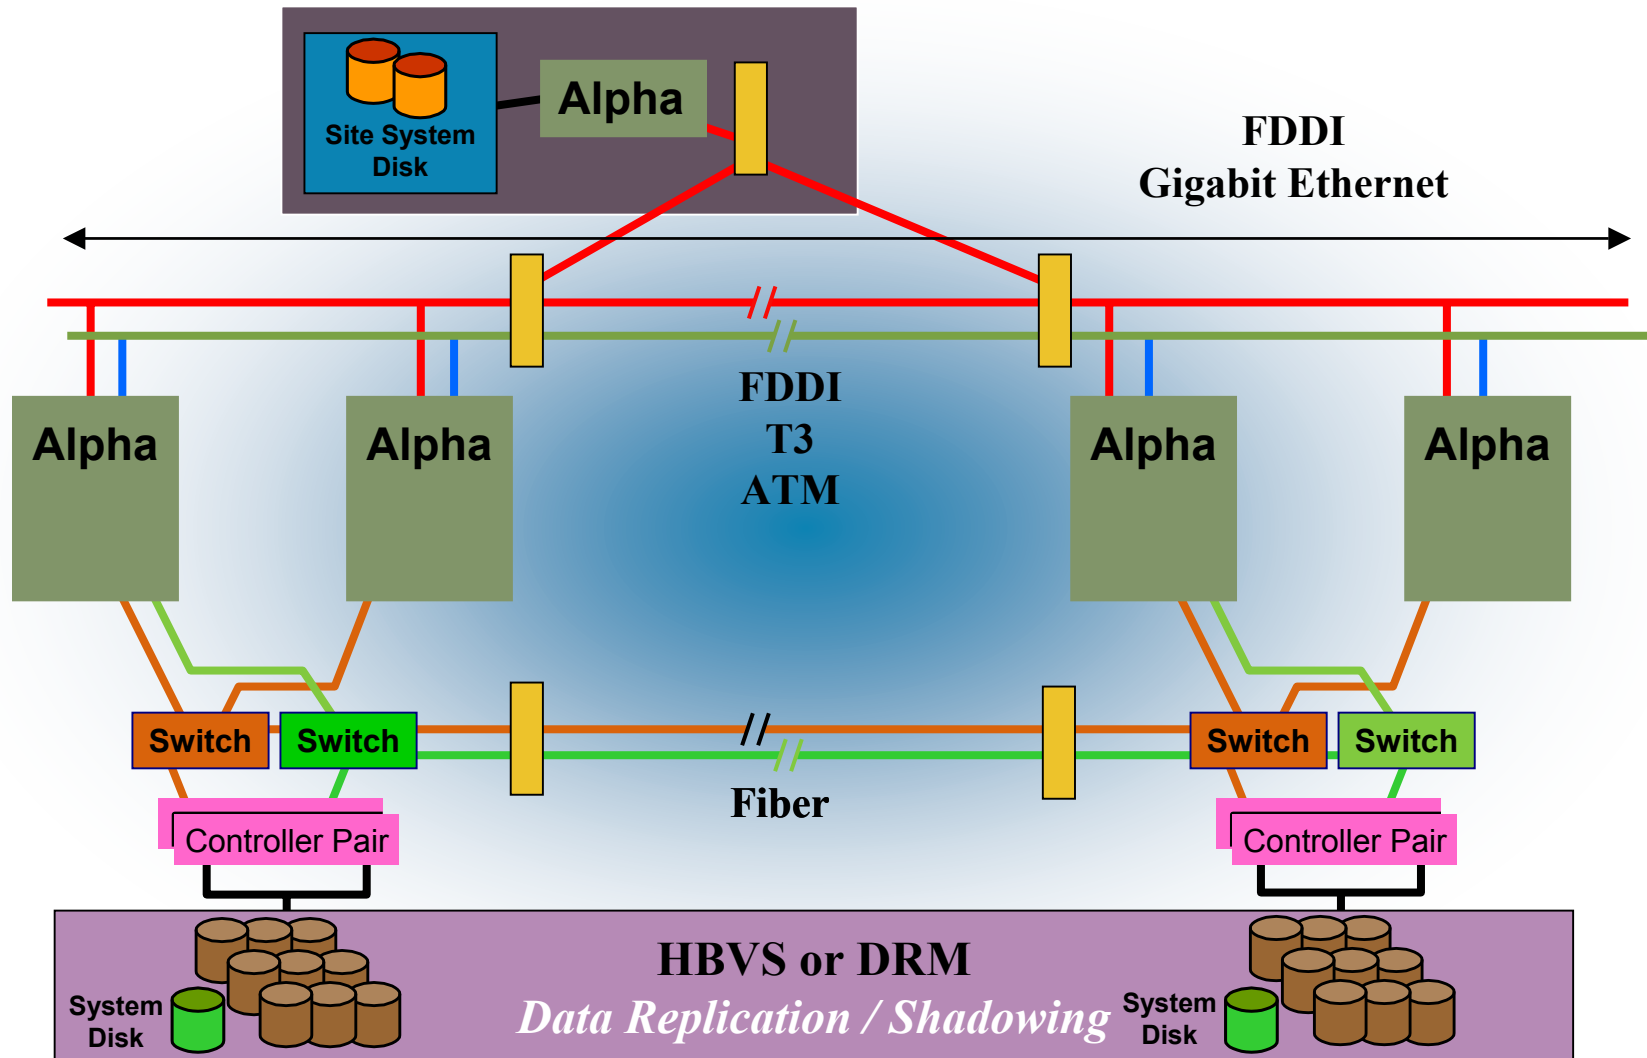 Site System
Disk
Alpha
FDDI
Gigabit Ethernet
FDDI
T3
ATM
Alpha
Alpha
Alpha
Alpha
Switch
Switch
Switch
Switch
Fiber
Controller Pair
Controller Pair
HBVS or DRM
Data Replication / Shadowing
System
Disk
System
Disk